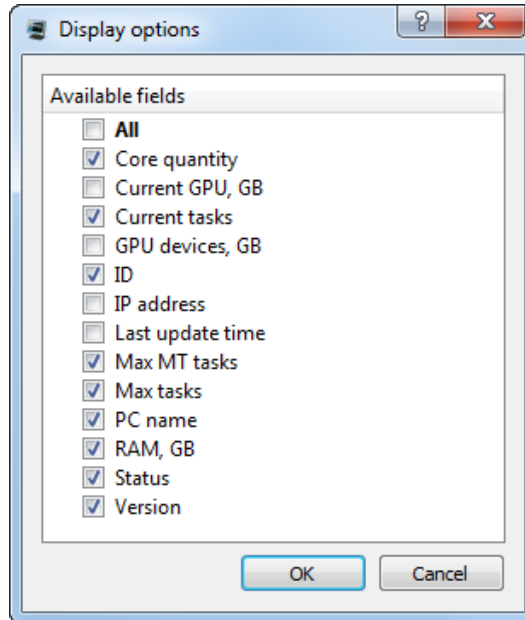 Display options
Available fields
All
Core quantity
Current GPU, GB
Current tasks
GPU devices, GB
ID
IP address
Last update time
Max MT tasks
Max tasks
PC name
RAM, GB
Status
Version
OK Cancel